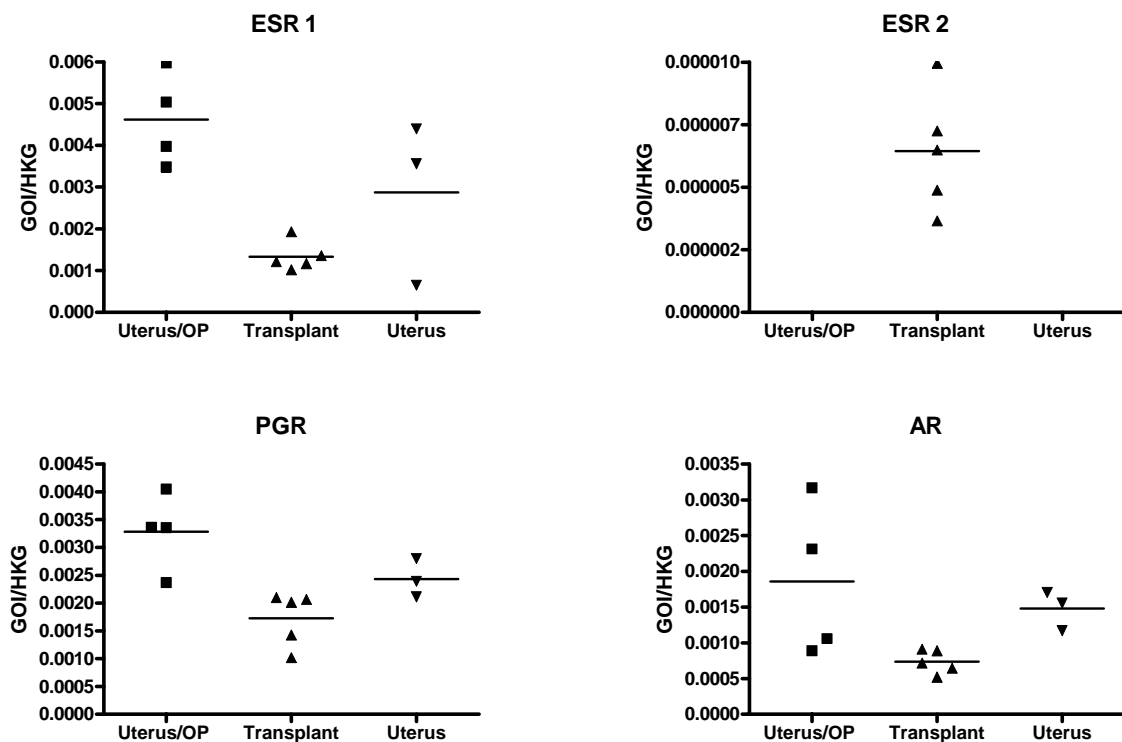 ESR 1
GOI/HKG
0.006
0.005
0.004
0.003
0.002
0.001
0.000
Uterus/OP Transplant Uterus
ESR 2
GOI/HKG
0.000010
0.000007
0.000005
0.000002
0.000000
Uterus/OP Transplant Uterus
PGR
GOI/HKG
0.0045
0.0040
0.0035
0.0030
0.0025
0.0020
0.0015
0.0010
0.0005
0.0000
Uterus/OP Transplant Uterus
AR
GOI/HKG
0.0035
0.0030
0.0025
0.0020
0.0015
0.0010
0.0005
0.0000
Uterus/OP Transplant Uterus